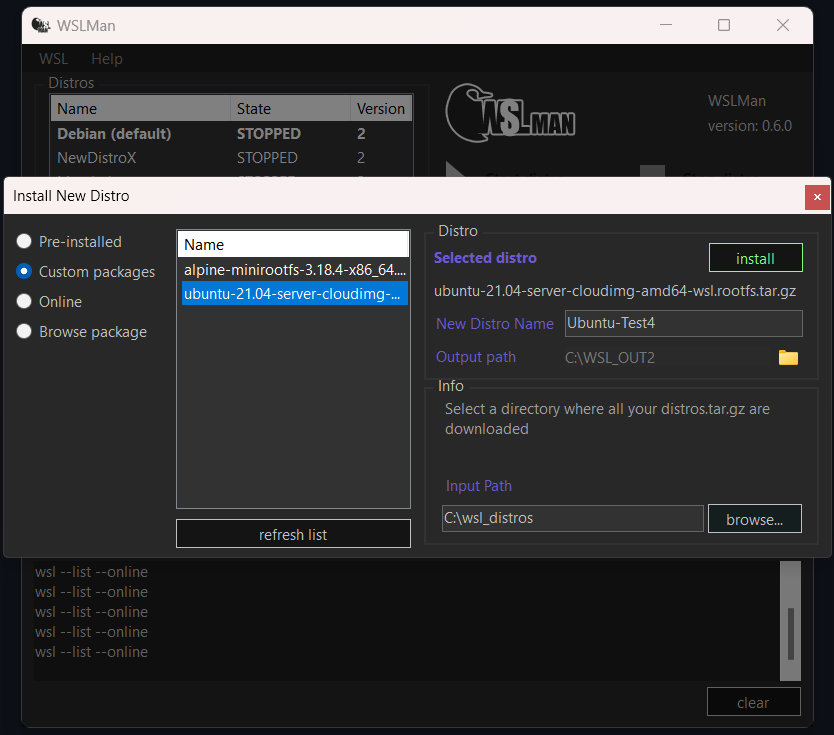 WSLMan
WSL Help
Distros
Name State Version
Debian (default) STOPPED 2
NewDistroX STOPPED 2
WSLMAN
WSLMan
version: 0.6.0
Install New Distro
Pre-installed
Custom packages
Online
Browse package
Name
alpine-minirootfs-3.18.4-x86_64....
ubuntu-21.04-server-cloudimg-...
refresh list
Distro
Selected distro
install
ubuntu-21.04-server-cloudimg-amd64-wsl.rootfs.tar.gz
New Distro Name Ubuntu-Test4
Output path C:\WSL_OUT2
Info
Select a directory where all your distros.tar.gz are
downloaded
Input Path
C:\wsl_distros browse...
wsl --list --online
wsl --list --online
wsl --list --online
wsl --list --online
wsl --list --online
clear